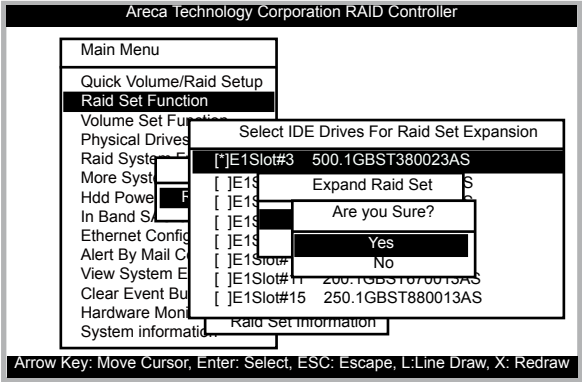 Areca Technology Corporation RAID Controller
Main Menu
Quick Volume/Raid Setup
Raid Set Function
Volume Set Function
Physical Drives
Raid System
More Syst
Hdd Powe
In Band
Ethernet Config
Alert By Mail Co
View System E
Clear Event Bu
Hardware Moni
System information
Select IDE Drives For Raid Set Expansion
[*]E1Slot#3 500.1GBST380023AS
[ ]E1S
[ ]E1S
[ ]E1S
[ ]E1S
[ ]E1Slot#
[ ]E1Slot#11 200.1GBST670013AS
[ ]E1Slot#15 250.1GBST880013AS
Expand Raid Set
Are you Sure?
Yes
No
Raid Set Information
Arrow Key: Move Cursor, Enter: Select, ESC: Escape, L:Line Draw, X: Redraw